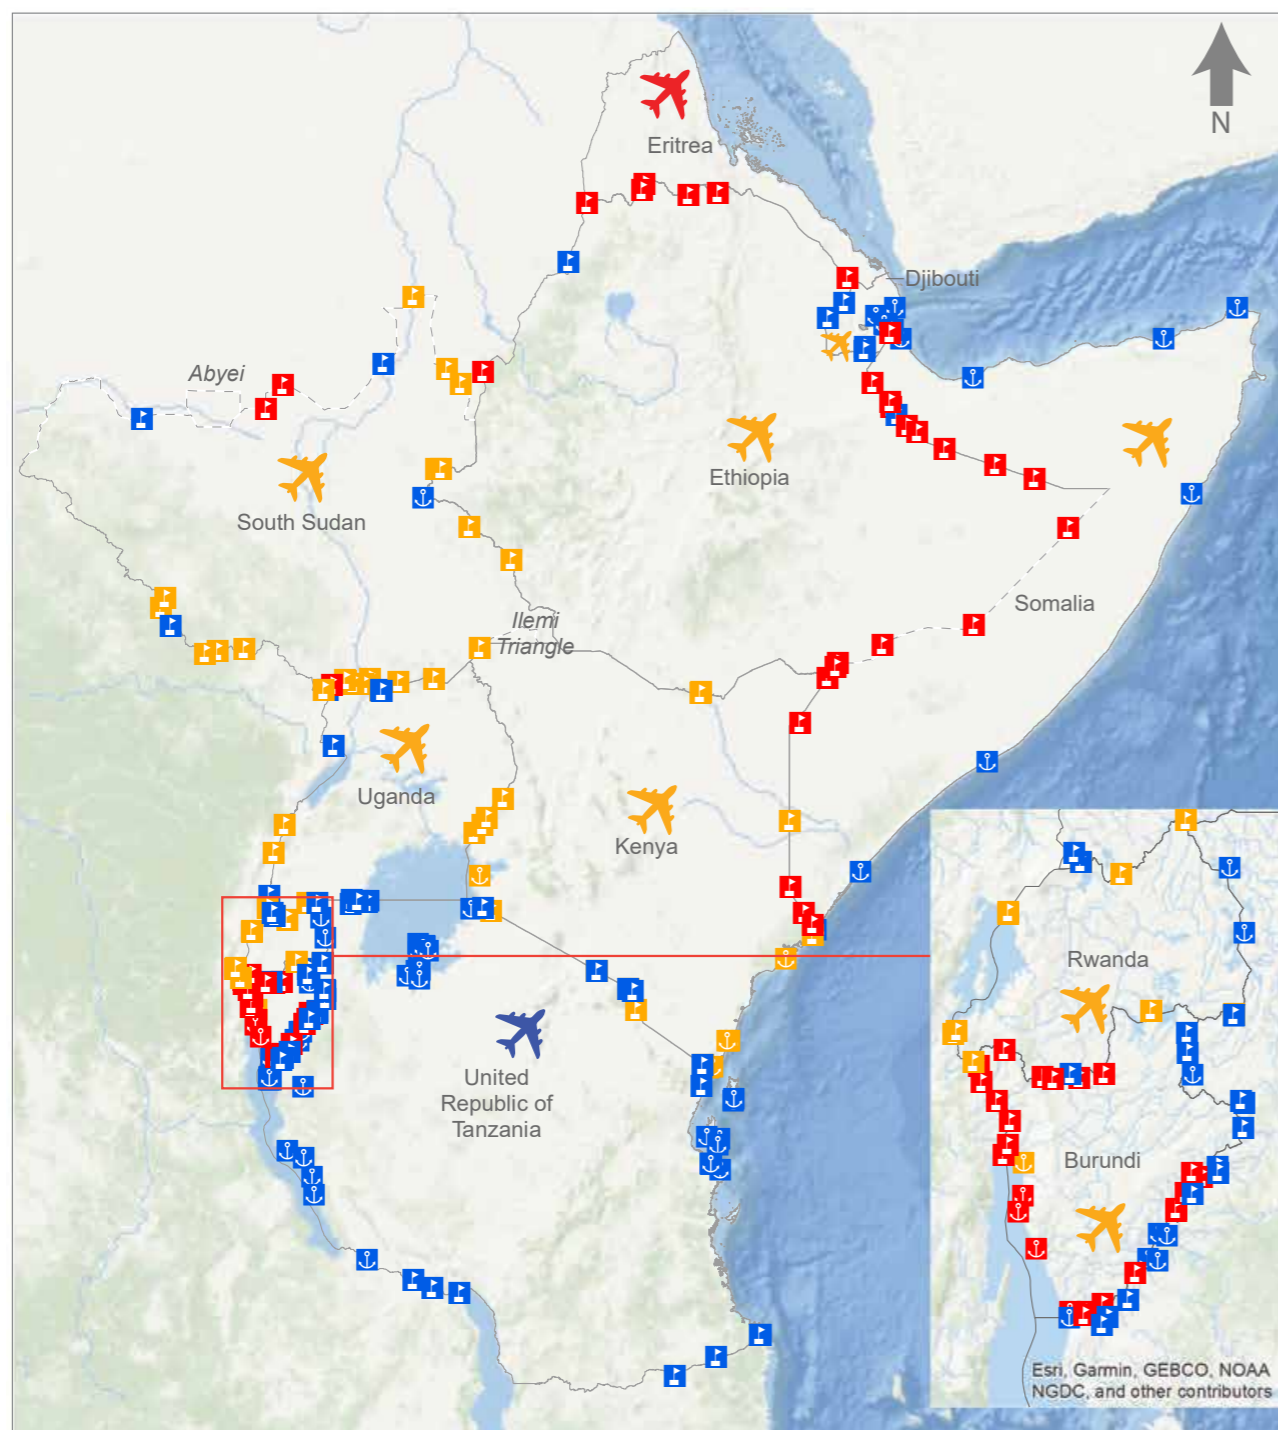 N
Eritrea
Djibouti
Abyei
Ethiopia
South Sudan
Somalia
Ilemi
Triangle
Uganda
Kenya
Rwanda
United
Republic of
Tanzania
Burundi
Esri, Garmin, GEBCO, NOAA
NGDC, and other contributors